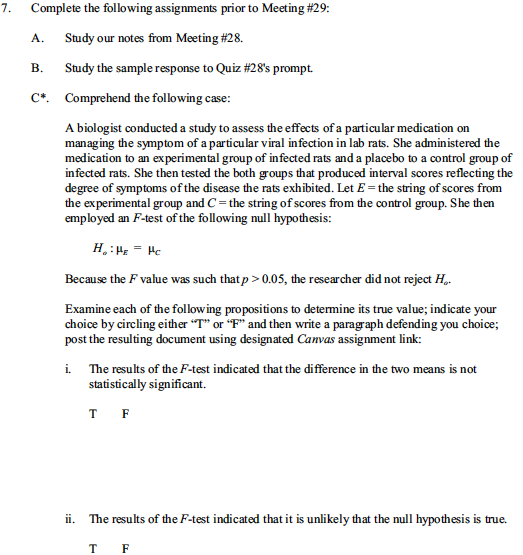 7. Complete the following assignments prior to Meeting #29:
A. Study our notes from Meeting #28.
B. Study the sample response to Quiz #28's prompt.
C*. Comprehend the following case:
A biologist conducted a study to assess the effects of a particular medication on
managing the symptom of a particular viral infection in lab rats. She administered the
medication to an experimental group of infected rats and a placebo to a control group of
infected rats. She then tested the both groups that produced interval scores reflecting the
degree of symptoms of the disease the rats exhibited. Let E = the string of scores from
the experimental group and C = the string of scores from the control group. She then
employed an F-test of the following null hypothesis:
Hₒ : μE = μC
Because the F value was such that p > 0.05, the researcher did not reject Hₒ.
Examine each of the following propositions to determine its true value; indicate your
choice by circling either “T” or “F” and then write a paragraph defending you choice;
post the resulting document using designated Canvas assignment link:
i. The results of the F-test indicated that the difference in the two means is not
statistically significant.
T F
ii. The results of the F-test indicated that it is unlikely that the null hypothesis is true.
T F